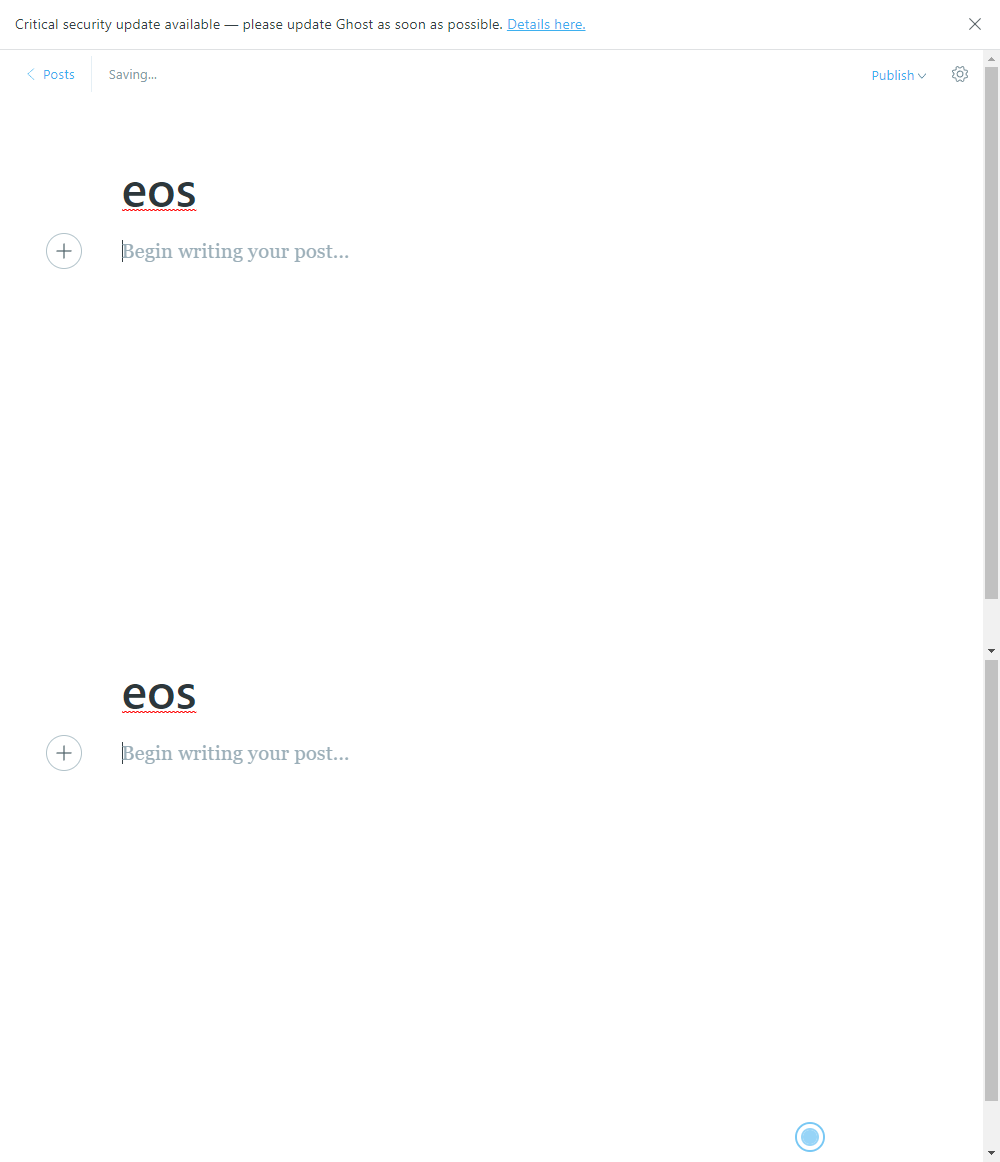 Critical security update available — please update Ghost as soon as possible. Details here.
Posts
Saving...
Publish
eos
Begin writing your post...
eos
Begin writing your post...